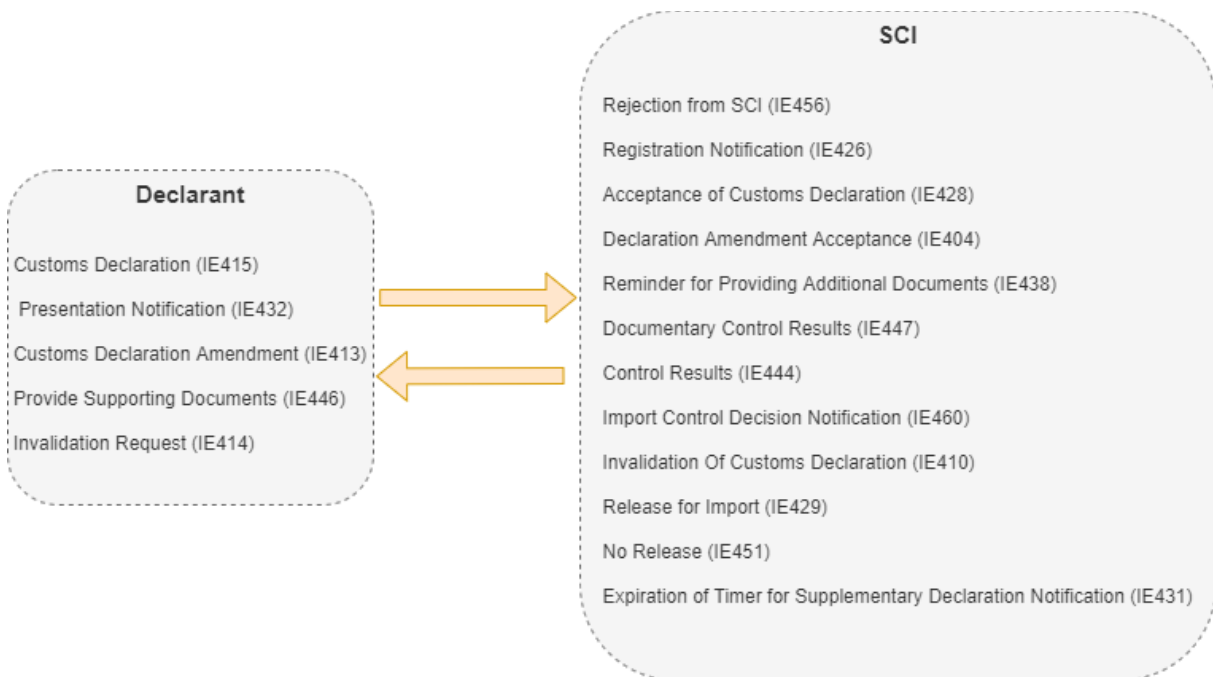 Declarant
Customs Declaration (IE415)
Presentation Notification (IE432)
Customs Declaration Amendment (IE413)
Provide Supporting Documents (IE446)
Invalidation Request (IE414)
SCI
Rejection from SCI (IE456)
Registration Notification (IE426)
Acceptance of Customs Declaration (IE428)
Declaration Amendment Acceptance (IE404)
Reminder for Providing Additional Documents (IE438)
Documentary Control Results (IE447)
Control Results (IE444)
Import Control Decision Notification (IE460)
Invalidation Of Customs Declaration (IE410)
Release for Import (IE429)
No Release (IE451)
Expiration of Timer for Supplementary Declaration Notification (IE431)